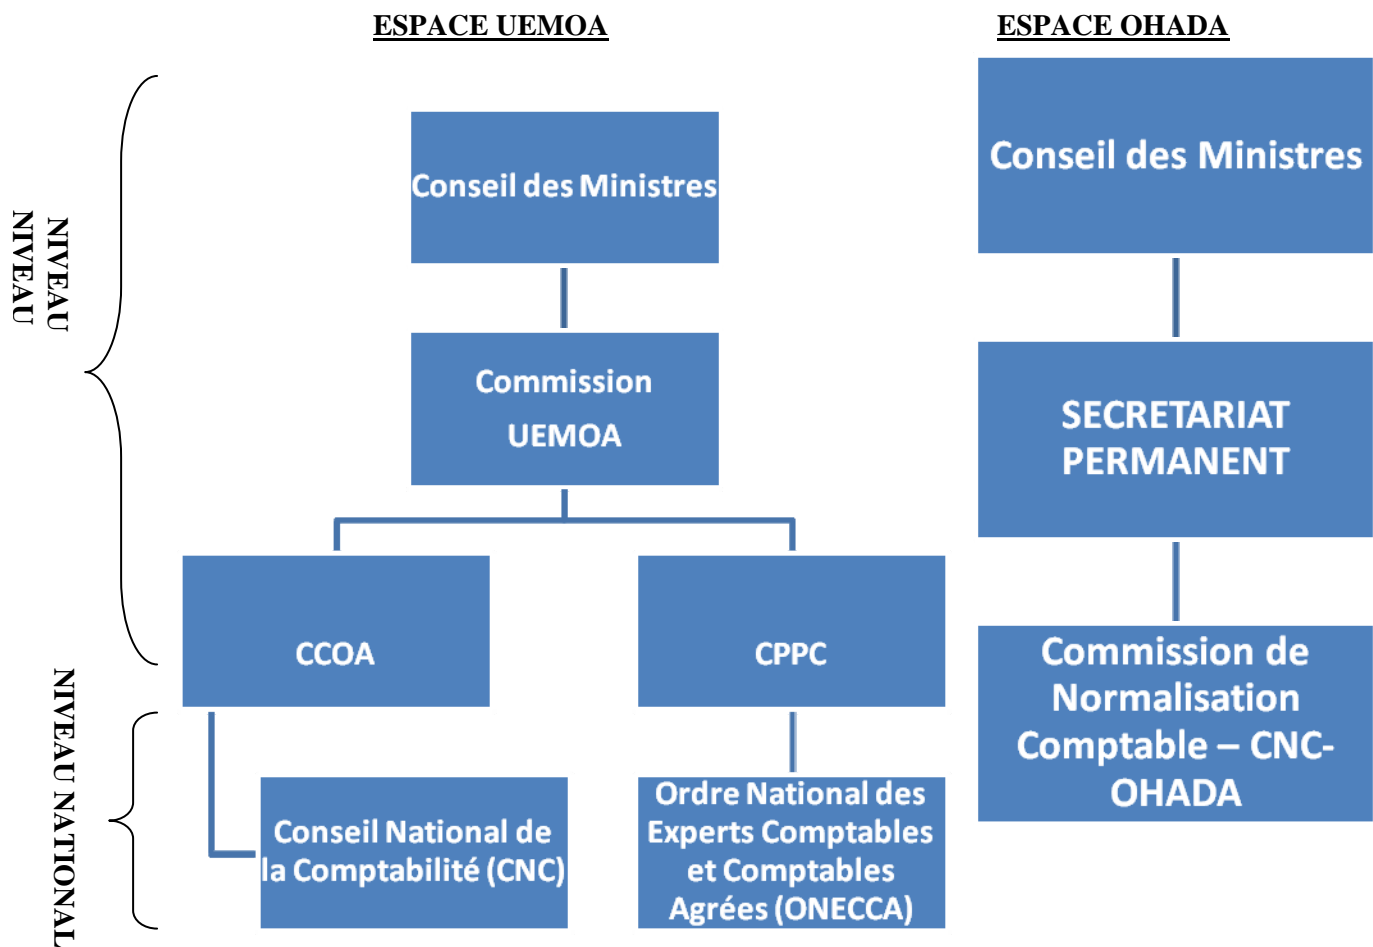 ESPACE UEMOA
ESPACE OHADA
NIVEAU
NIVEAU
Conseil des Ministres
Commission
UEMOA
CCOA
CPPC
NIVEAU NATIONAL
Conseil National de
la Comptabilité (CNC)
Ordre National des
Experts Comptables
et Comptables
Agrées (ONECCA)
Conseil des Ministres
SECRETARIAT
PERMANENT
Commission de
Normalisation
Comptable – CNC-
OHADA